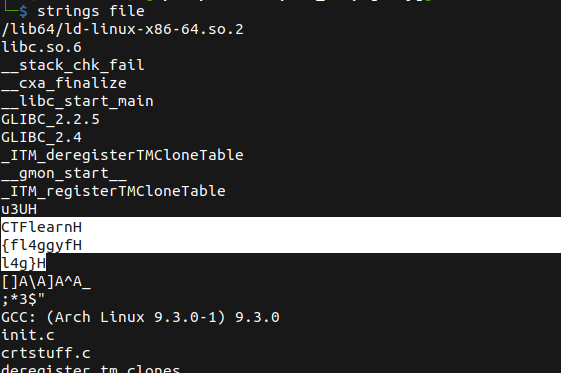 $ strings file
/lib64/ld-linux-x86-64.so.2
libc.so.6
__stack_chk_fail
__cxa_finalize
__libc_start_main
GLIBC_2.2.5
GLIBC_2.4
_ITM_deregisterTMCloneTable
__gmon_start__
_ITM_registerTMCloneTable
u3UH
CTFlearnH
{fl4ggyfH
l4g}H
[]A\A]A^A_
;*3$"
GCC: (Arch Linux 9.3.0-1) 9.3.0
init.c
crtstuff.c
deregister_tm_clones